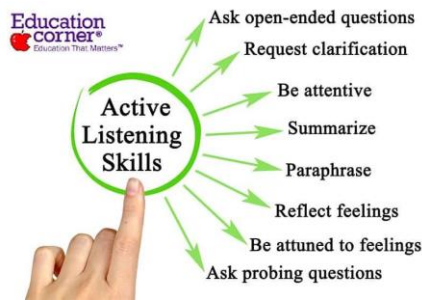 Education
corner®
Education That Matters™
Ask open-ended questions
Request clarification
Be attentive
Summarize
Paraphrase
Reflect feelings
Be attuned to feelings
Ask probing questions
Active
Listening
Skills